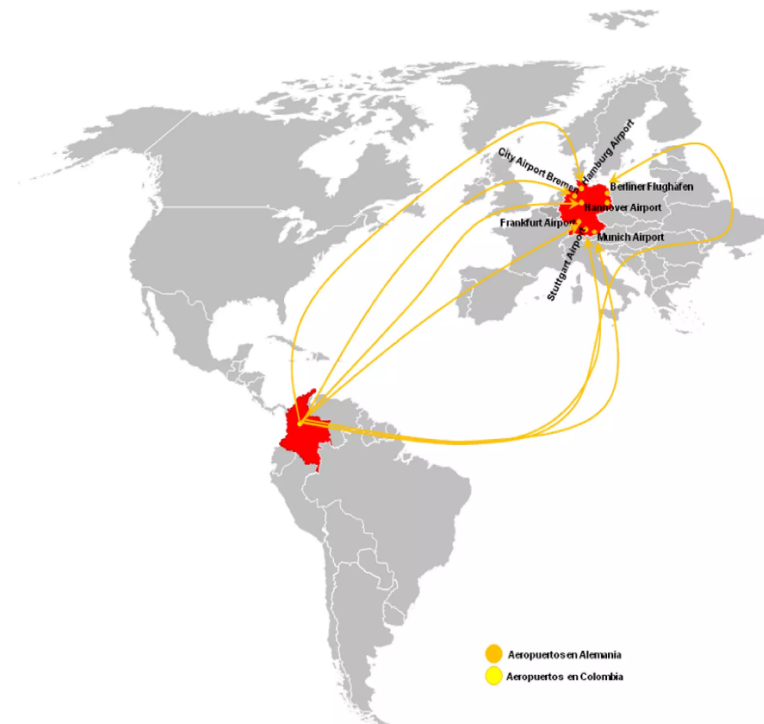 Hamburg Airport
City Airport Bremen
Berliner Flughäfen
Hannover Airport
Frankfurt Airport
Munich Airport
Stuttgart Airport
Aeropuertos en Alemania
Aeropuertos en Colombia